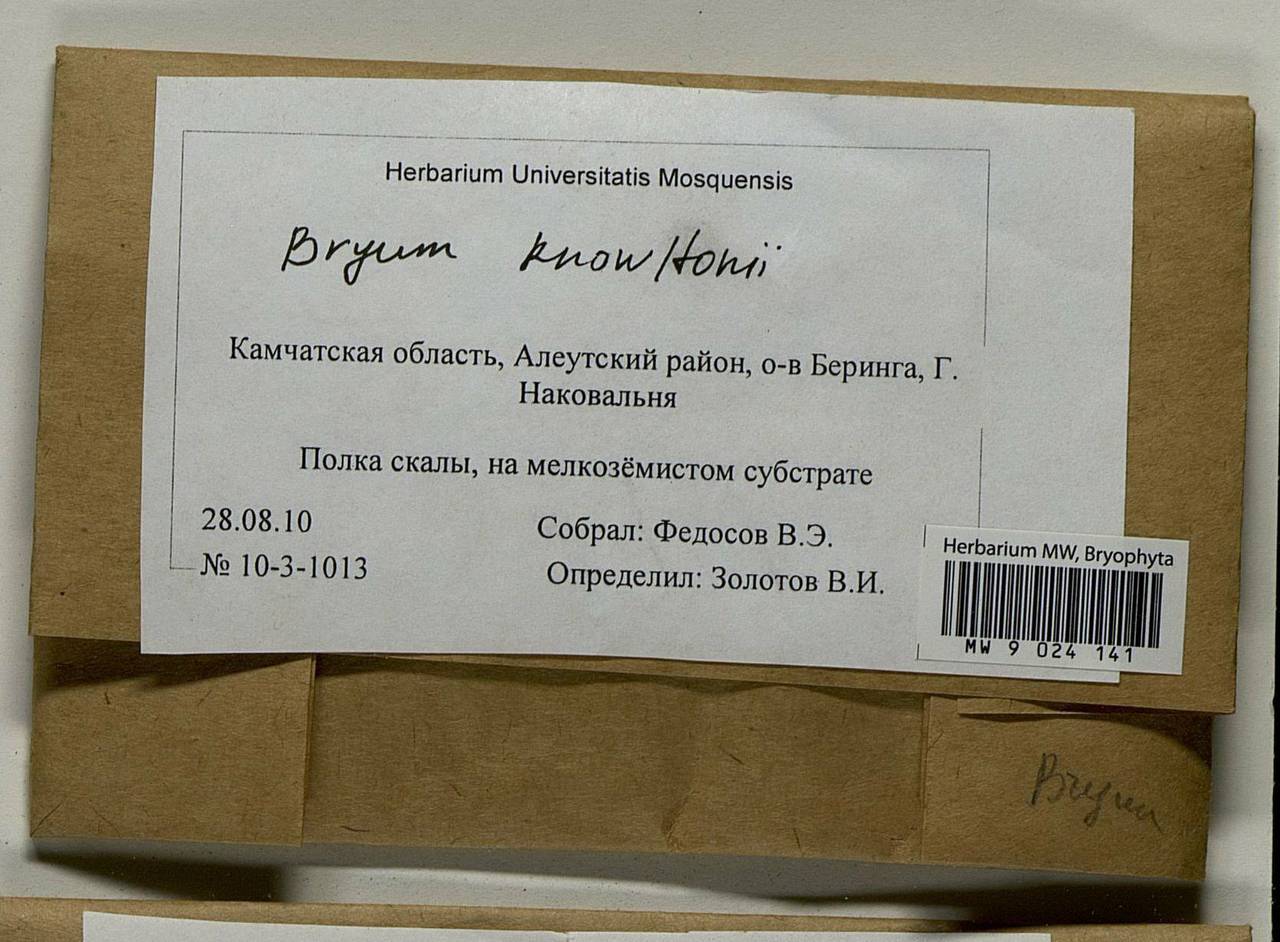 Herbarium Universitatis Mosquensis
Bryum knowltonii
Камчатская область, Алеутский район, о-в Беринга, Г.
Наковальня
Полка скалы, на мелкозёмистом субстрате
28.08.10
Собрал: Федосов В.Э.
№ 10-3-1013
Определил: Золотов В.И.
Herbarium MW, Bryophyta
MW 9 024 141
Bryum